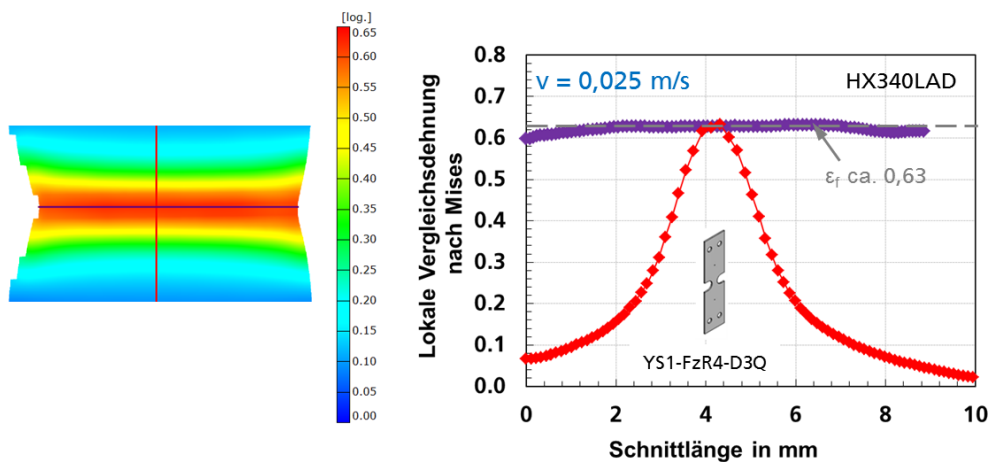 [log.]
0.65
0.60
0.55
0.50
0.45
0.40
0.35
0.30
0.25
0.20
0.15
0.10
0.05
0.00
Lokale Vergleichsdehnung
nach Mises
0.8
0.7
0.6
0.5
0.4
0.3
0.2
0.1
0.0
v = 0,025 m/s
HX340LAD
εf ca. 0,63
YS1-FzR4-D3Q
0 2 4 6 8 10
Schnittlänge in mm